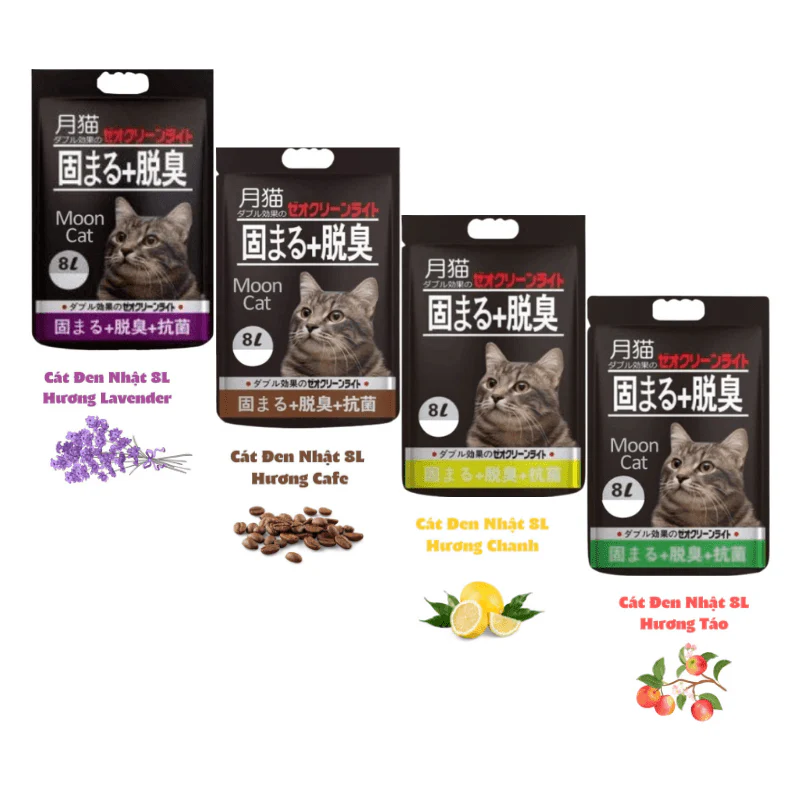 月猫
ダブル効果の ゼオクリーンライト
固まる+脱臭
Moon
Cat
8ℓ
・ダブル効果のゼオクリーンライト・
固まる+脱臭+抗菌
Cát Đen Nhật 8L
Hương Lavender
月猫
ダブル効果の ゼオクリーンライト
固まる+脱臭
Moon
Cat
8ℓ
・ダブル効果のゼオクリーンライト・
固まる+脱臭+抗菌
Cát Đen Nhật 8L
Hương Cafe
月猫
ダブル効果の ゼオクリーンライト
固まる+脱臭
8ℓ
・ダブル効果のゼオクリーンライト・
固まる+脱臭+抗菌
Cát Đen Nhật 8L
Hương Chanh
月猫
ダブル効果の ゼオクリーンライト
固まる+脱臭
Moon
Cat
8ℓ
・ダブル効果のゼオクリーンライト・
固まる+脱臭+抗菌
Cát Đen Nhật 8L
Hương Táo